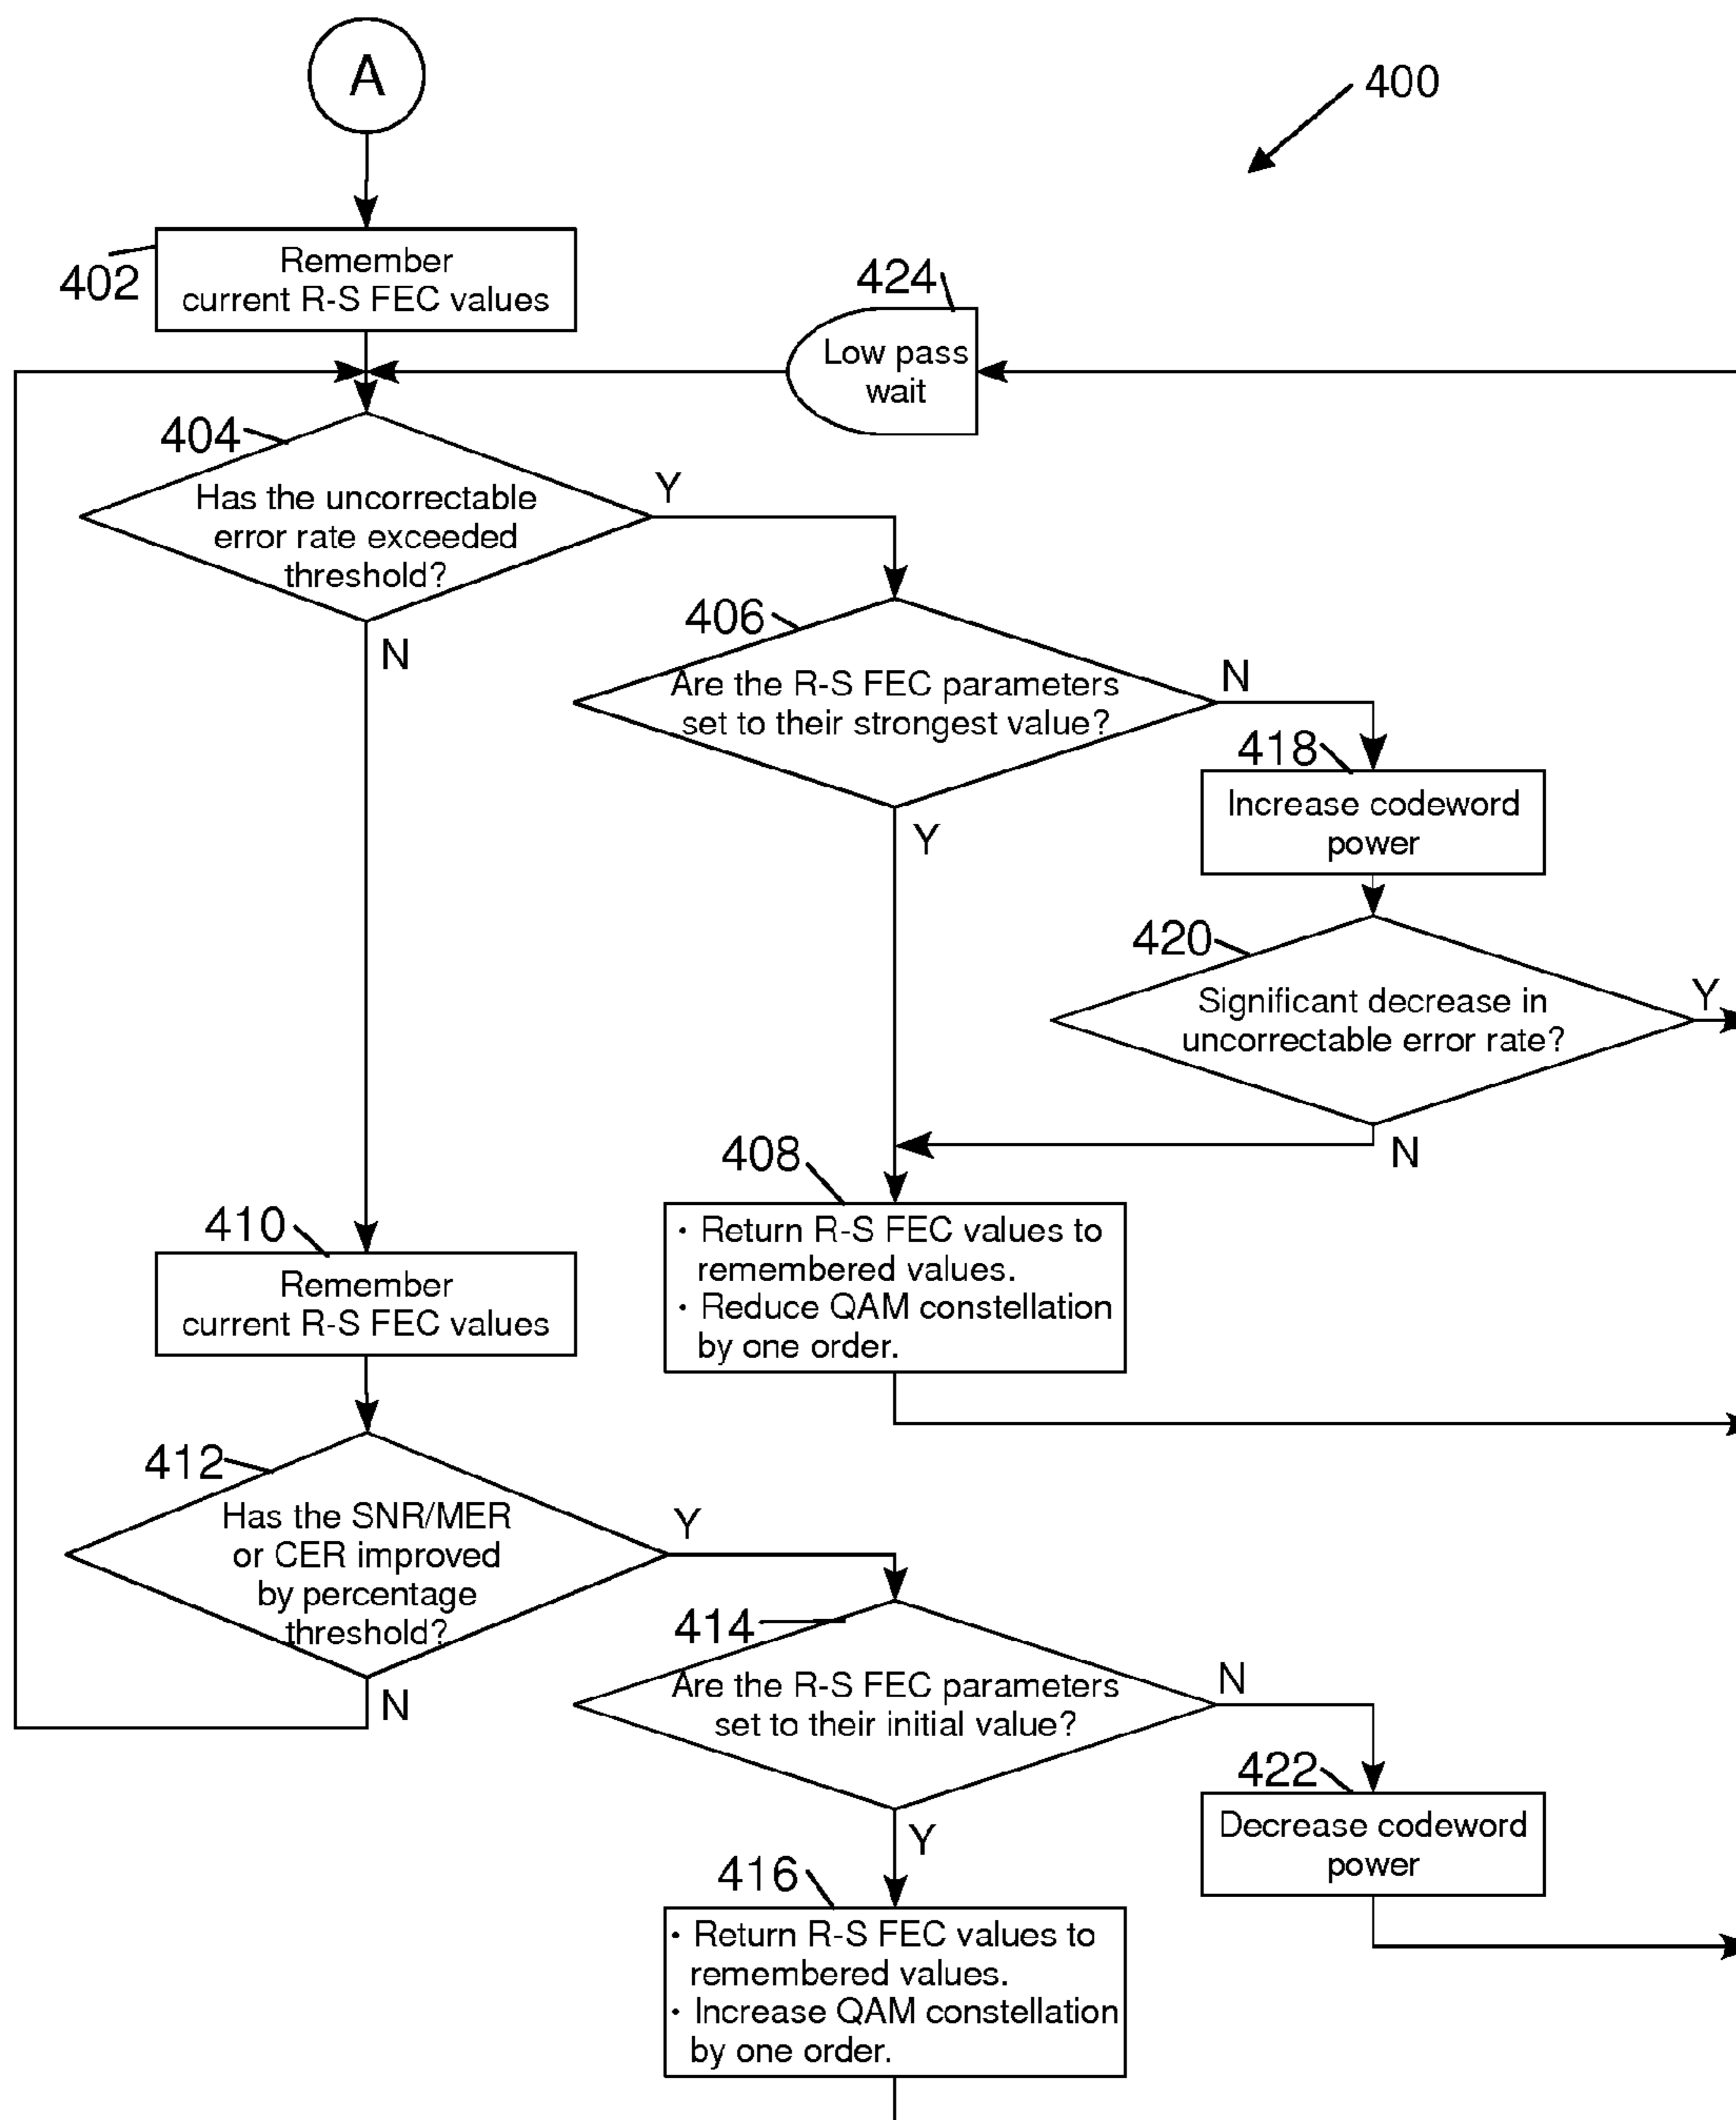 A
400
402
Remember
current R-S FEC values
424
Low pass
wait
404
Has the uncorrectable
error rate exceeded
threshold?
Y
N
406
Are the R-S FEC parameters
set to their strongest value?
N
Y
418
Increase codeword
power
420
Significant decrease in
uncorrectable error rate?
Y
N
408
· Return R-S FEC values to
remembered values.
· Reduce QAM constellation
by one order.
410
Remember
current R-S FEC values
412
Has the SNR/MER
or CER improved
by percentage
threshold?
Y
N
414
Are the R-S FEC parameters
set to their initial value?
N
Y
422
Decrease codeword
power
416
· Return R-S FEC values to
remembered values.
· Increase QAM constellation
by one order.